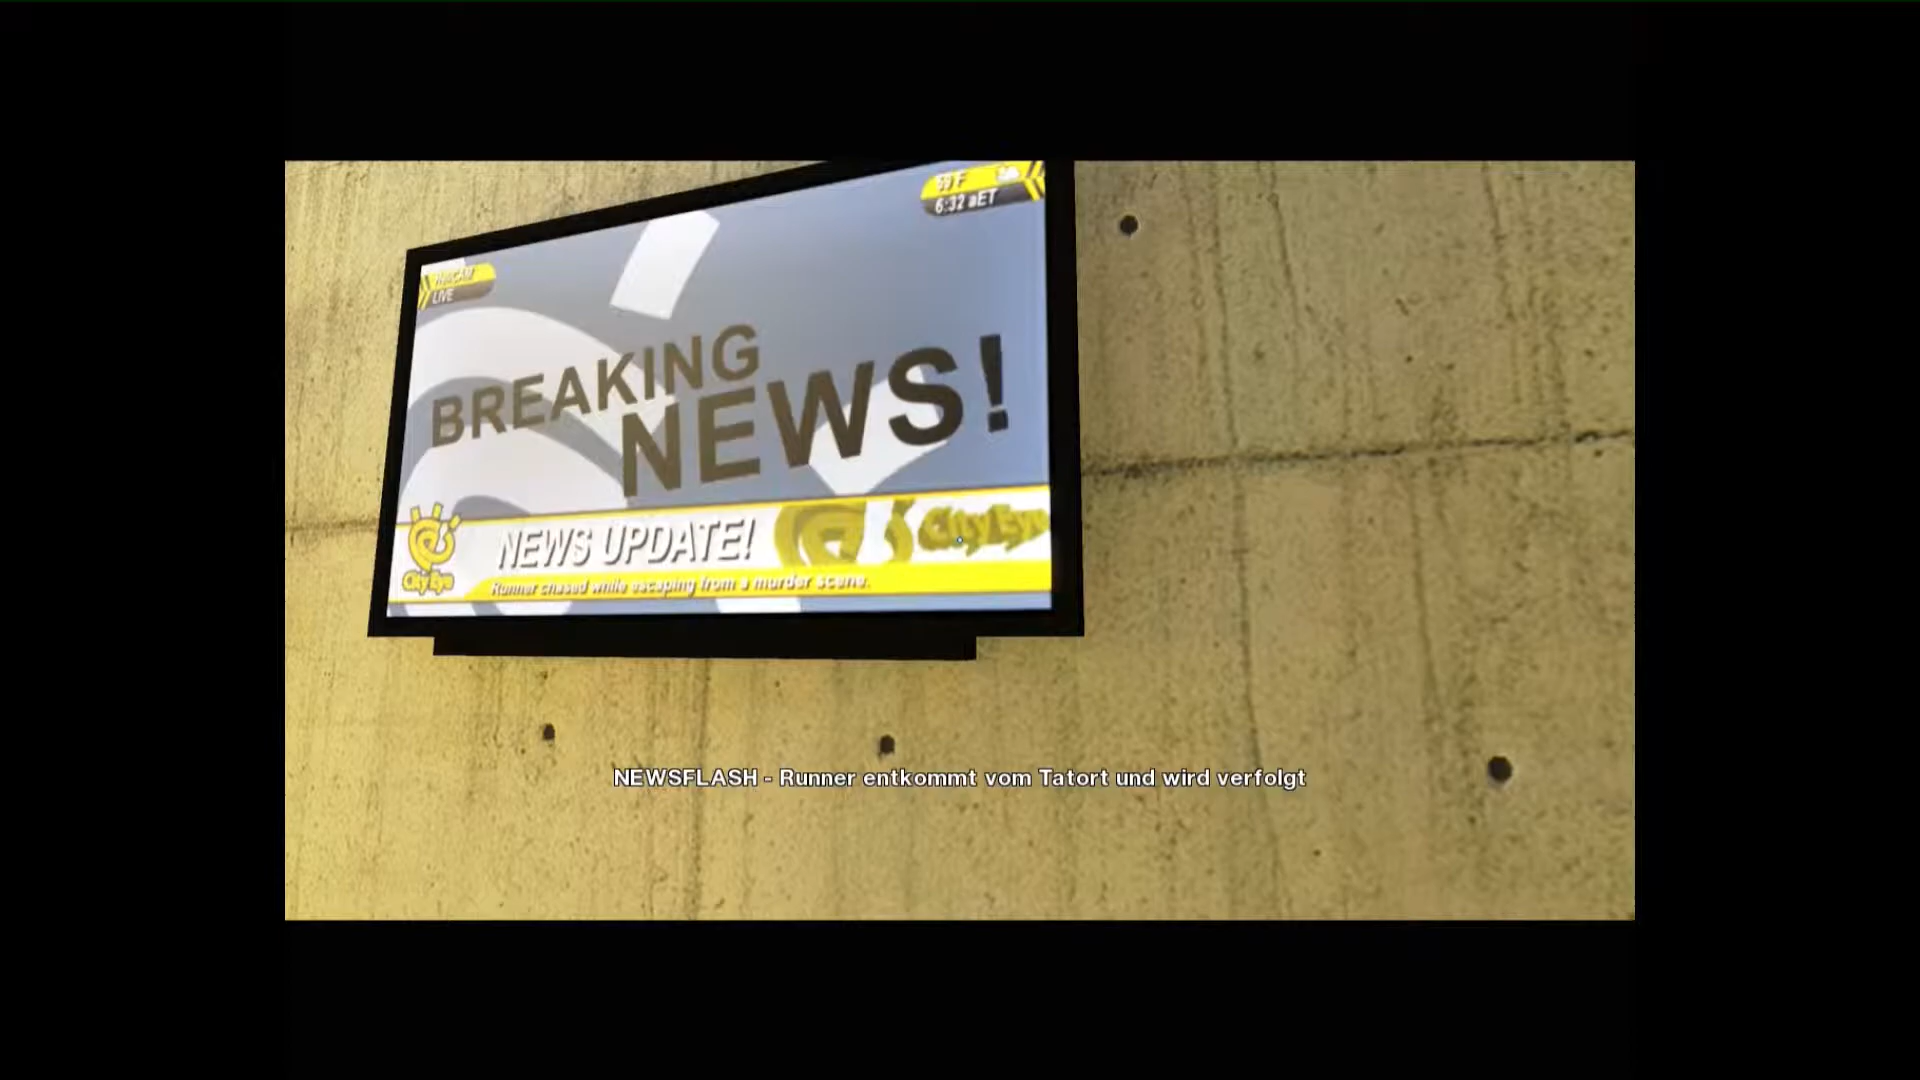 6:32 aET
LIVE
BREAKING
NEWS!
NEWS UPDATE!
City Eye
City Eye
Runner chased while escaping from a murder scene.
NEWSFLASH - Runner entkommt vom Tatort und wird verfolgt